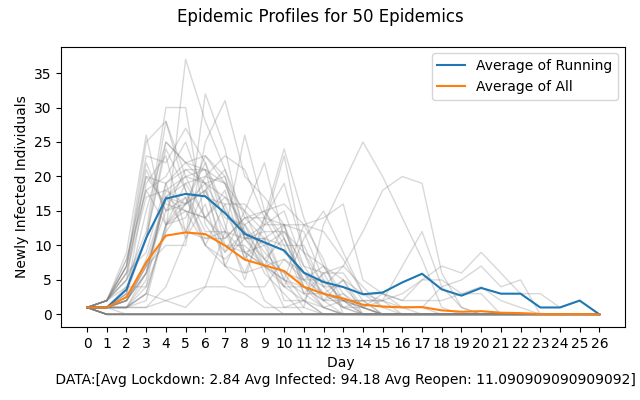 Epidemic Profiles for 50 Epidemics
Newly Infected Individuals
35
30
25
20
15
10
5
0
Average of Running
Average of All
0 1 2 3 4 5 6 7 8 9 10 11 12 13 14 15 16 17 18 19 20 21 22 23 24 25 26
Day
DATA:[Avg Lockdown: 2.84 Avg Infected: 94.18 Avg Reopen: 11.090909090909092]